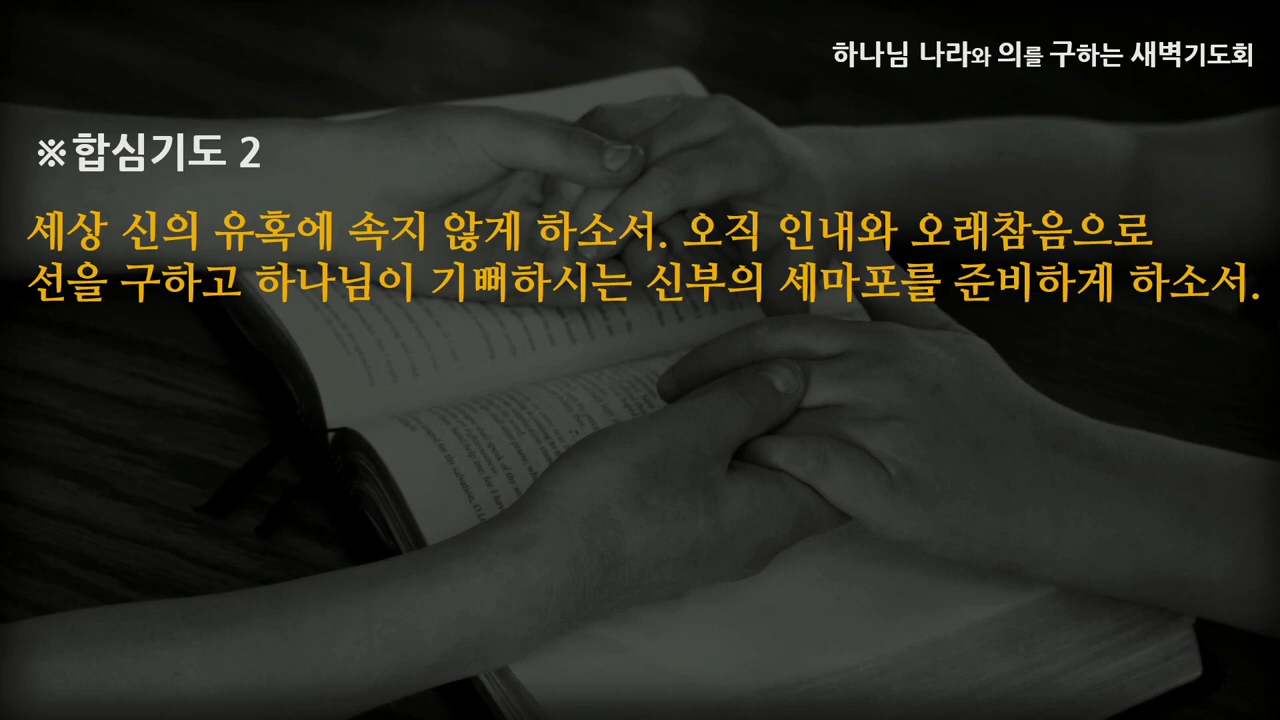 하나님 나라와 의를 구하는 새벽기도회
※합심기도 2
세상 신의 유혹에 속지 않게 하소서. 오직 인내와 오래참음으로
선을 구하고 하나님이 기뻐하시는 신부의 세마포를 준비하게 하소서.